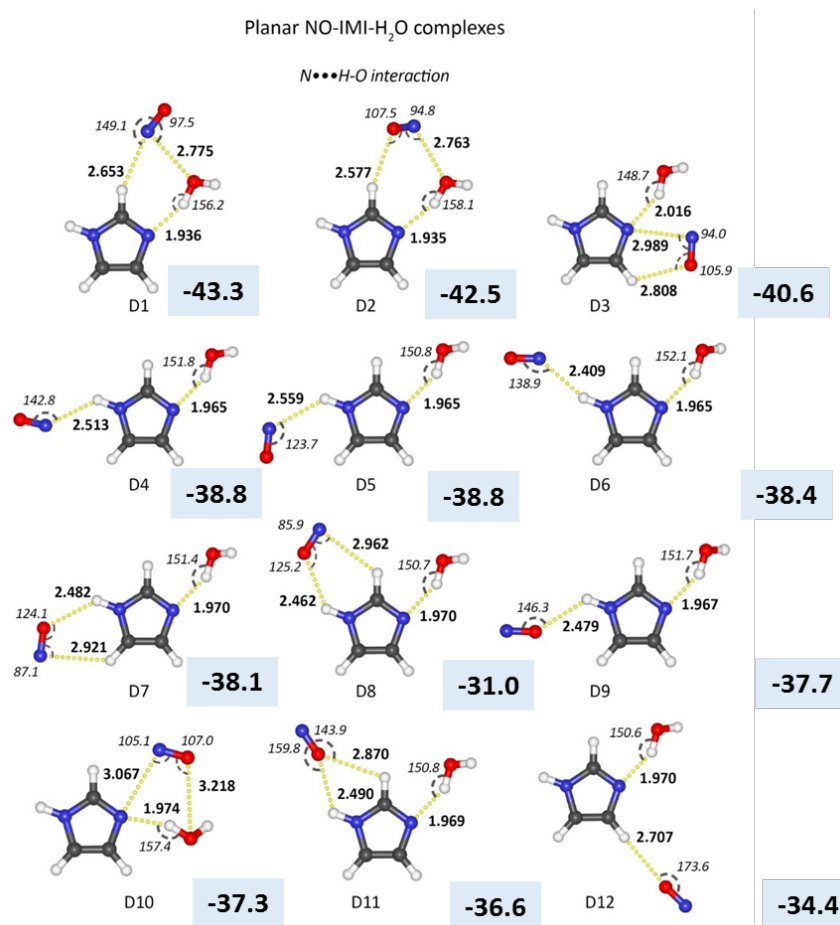 Planar NO-IMI-H₂O complexes
N•••H-O interaction
149.1 97.5 2.775 2.653 156.2 1.936
107.5 94.8 2.763 2.577 158.1 1.935
148.7 2.016 94.0 2.989 105.9 2.808
D1 -43.3 D2 -42.5 D3 -40.6
142.8 2.513 151.8 1.965
2.559 123.7 150.8 1.965
138.9 2.409 152.1 1.965
D4 -38.8 D5 -38.8 D6 -38.4
124.1 2.482 87.1 2.921 151.4 1.970
85.9 125.2 2.962 2.462 150.7 1.970
146.3 2.479 151.7 1.967
D7 -38.1 D8 -31.0 D9 -37.7
105.1 107.0 3.067 3.218 1.974 157.4
143.9 159.8 2.870 2.490 150.8 1.969
150.6 1.970 2.707 173.6
D10 -37.3 D11 -36.6 D12 -34.4